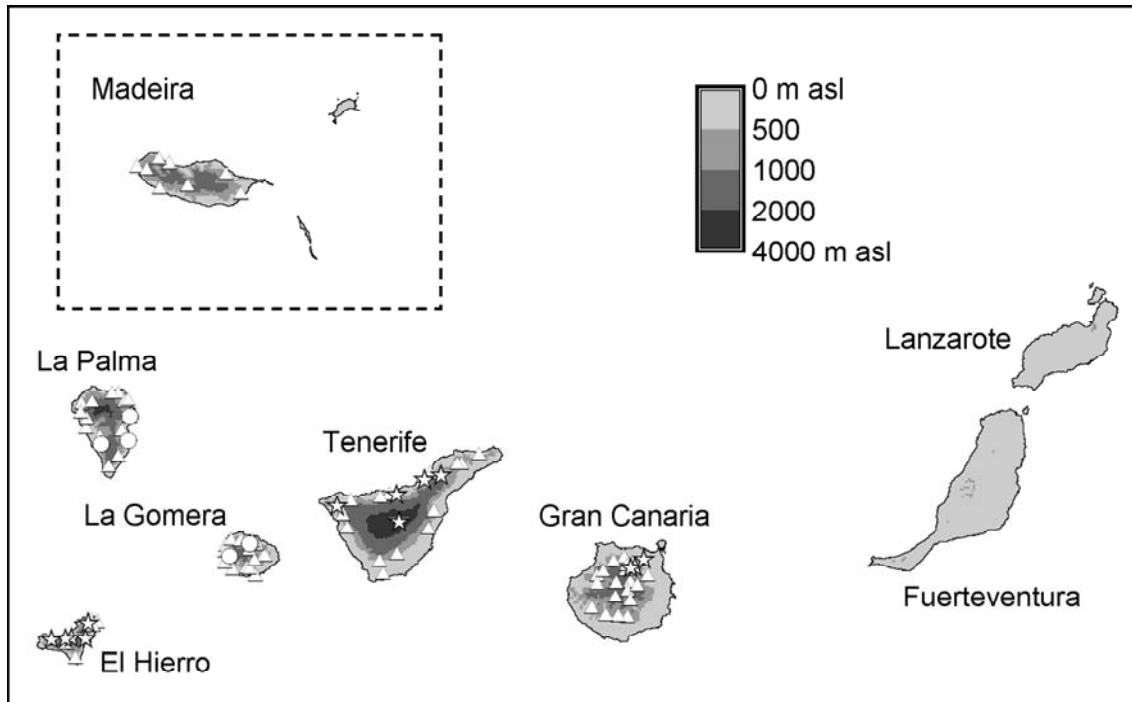 Madeira
0 m asl
500
1000
2000
4000 m asl
Lanzarote
La Palma
Tenerife
La Gomera
Gran Canaria
Fuerteventura
El Hierro